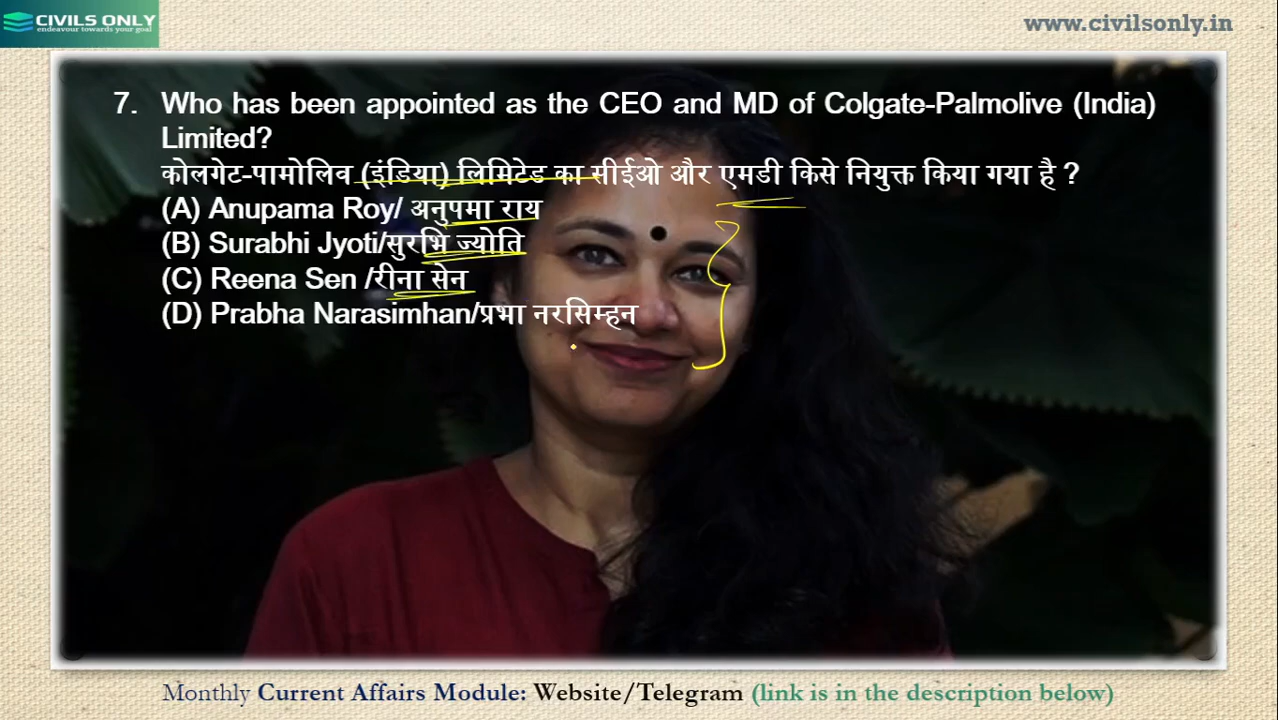 CIVILS ONLY
endeavour towards your goal
www.civilsonly.in
7. Who has been appointed as the CEO and MD of Colgate-Palmolive (India)
Limited?
कोलगेट-पामोलिव (इंडिया) लिमिटेड का सीईओ और एमडी किसे नियुक्त किया गया है ?
(A) Anupama Roy/ अनुपमा राय
(B) Surabhi Jyoti/सुरभि ज्योति
(C) Reena Sen /रीना सेन
(D) Prabha Narasimhan/प्रभा नरसिम्हन
Monthly Current Affairs Module: Website/Telegram (link is in the description below)